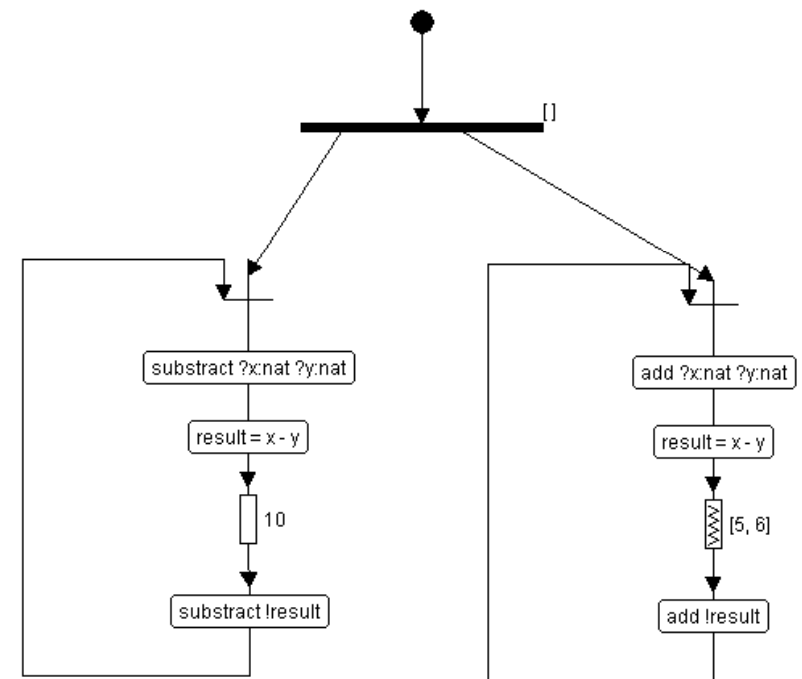 []
substract ?x:nat ?y:nat
result = x - y
10
substract !result
add ?x:nat ?y:nat
result = x - y
[5, 6]
add !result